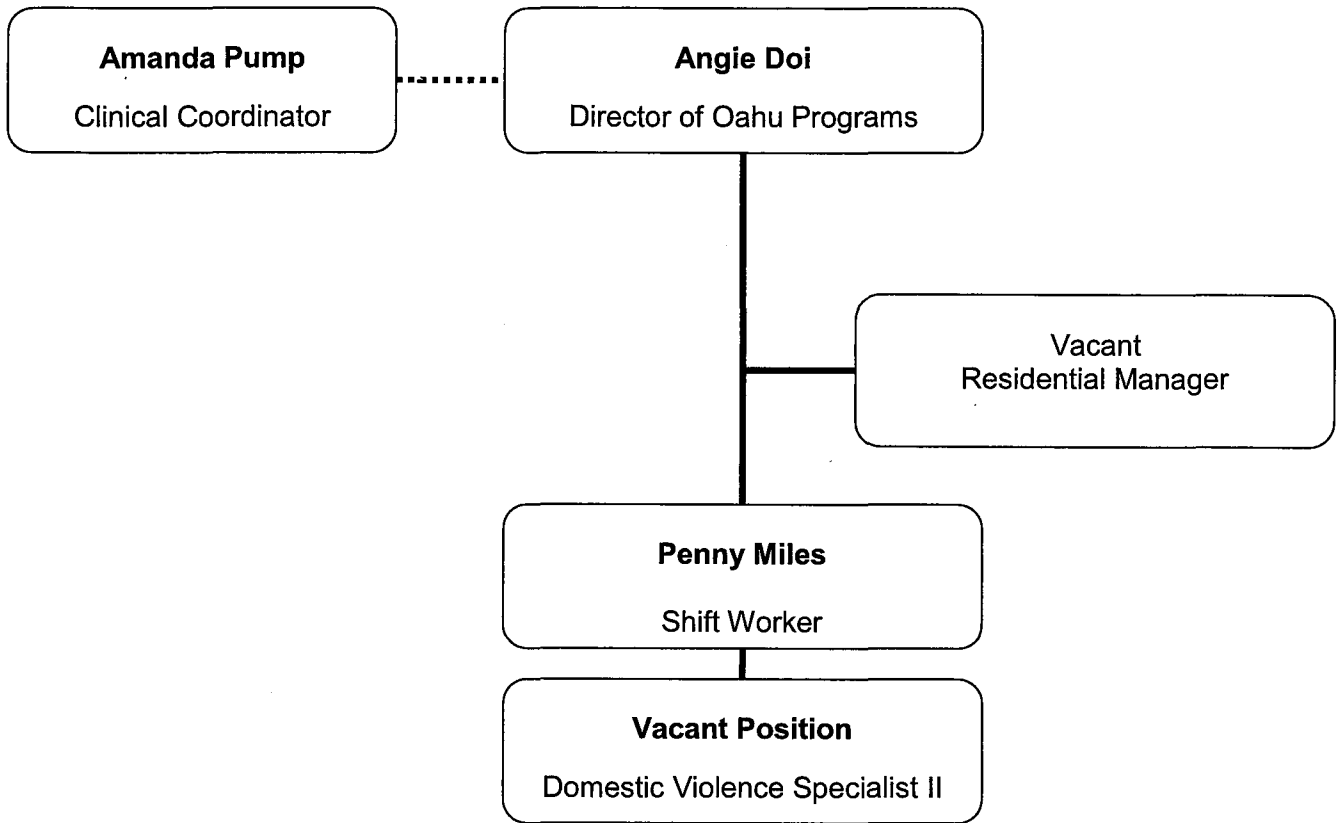 Amanda Pump
Clinical Coordinator
Angie Doi
Director of Oahu Programs
Vacant
Residential Manager
Penny Miles
Shift Worker
Vacant Position
Domestic Violence Specialist II